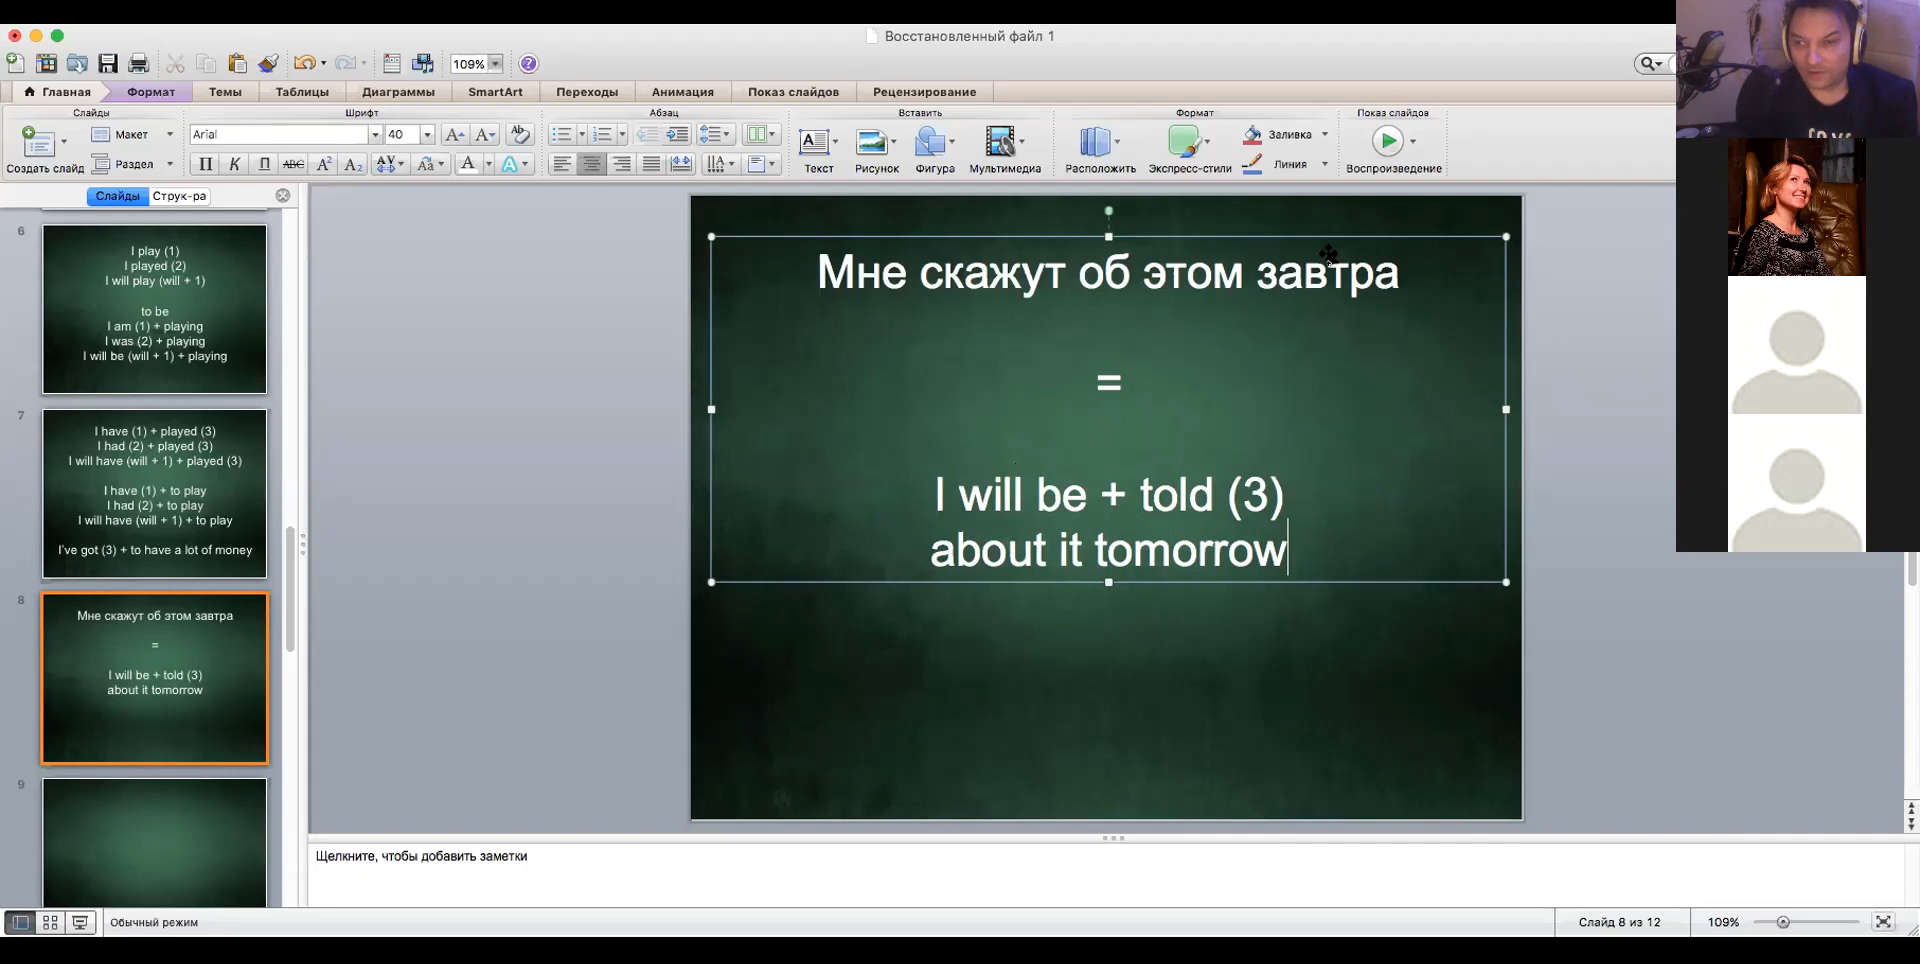 Восстановленный файл 1
109%
Главная
Формат
Темы
Таблицы
Диаграммы
SmartArt
Переходы
Анимация
Показ слайдов
Рецензирование
Слайды
Шрифт
Абзац
Вставить
Формат
Показ слайдов
Создать слайд
Макет
Раздел
Arial
40
Текст
Рисунок
Фигура
Мультимедиа
Расположить
Экспресс-стили
Заливка
Линия
Воспроизведение
Слайды
Струк-ра
6
I play (1)
I played (2)
I will play (will + 1)
to be
I am (1) + playing
I was (2) + playing
I will be (will + 1) + playing
7
I have (1) + played (3)
I had (2) + played (3)
I will have (will + 1) + played (3)
I have (1) + to play
I had (2) + to play
I will have (will + 1) + to play
I've got (3) + to have a lot of money
8
Мне скажут об этом завтра
=
I will be + told (3)
about it tomorrow
9
Мне скажут об этом завтра
=
I will be + told (3)
about it tomorrow
Щелкните, чтобы добавить заметки
Обычный режим
Слайд 8 из 12
109%